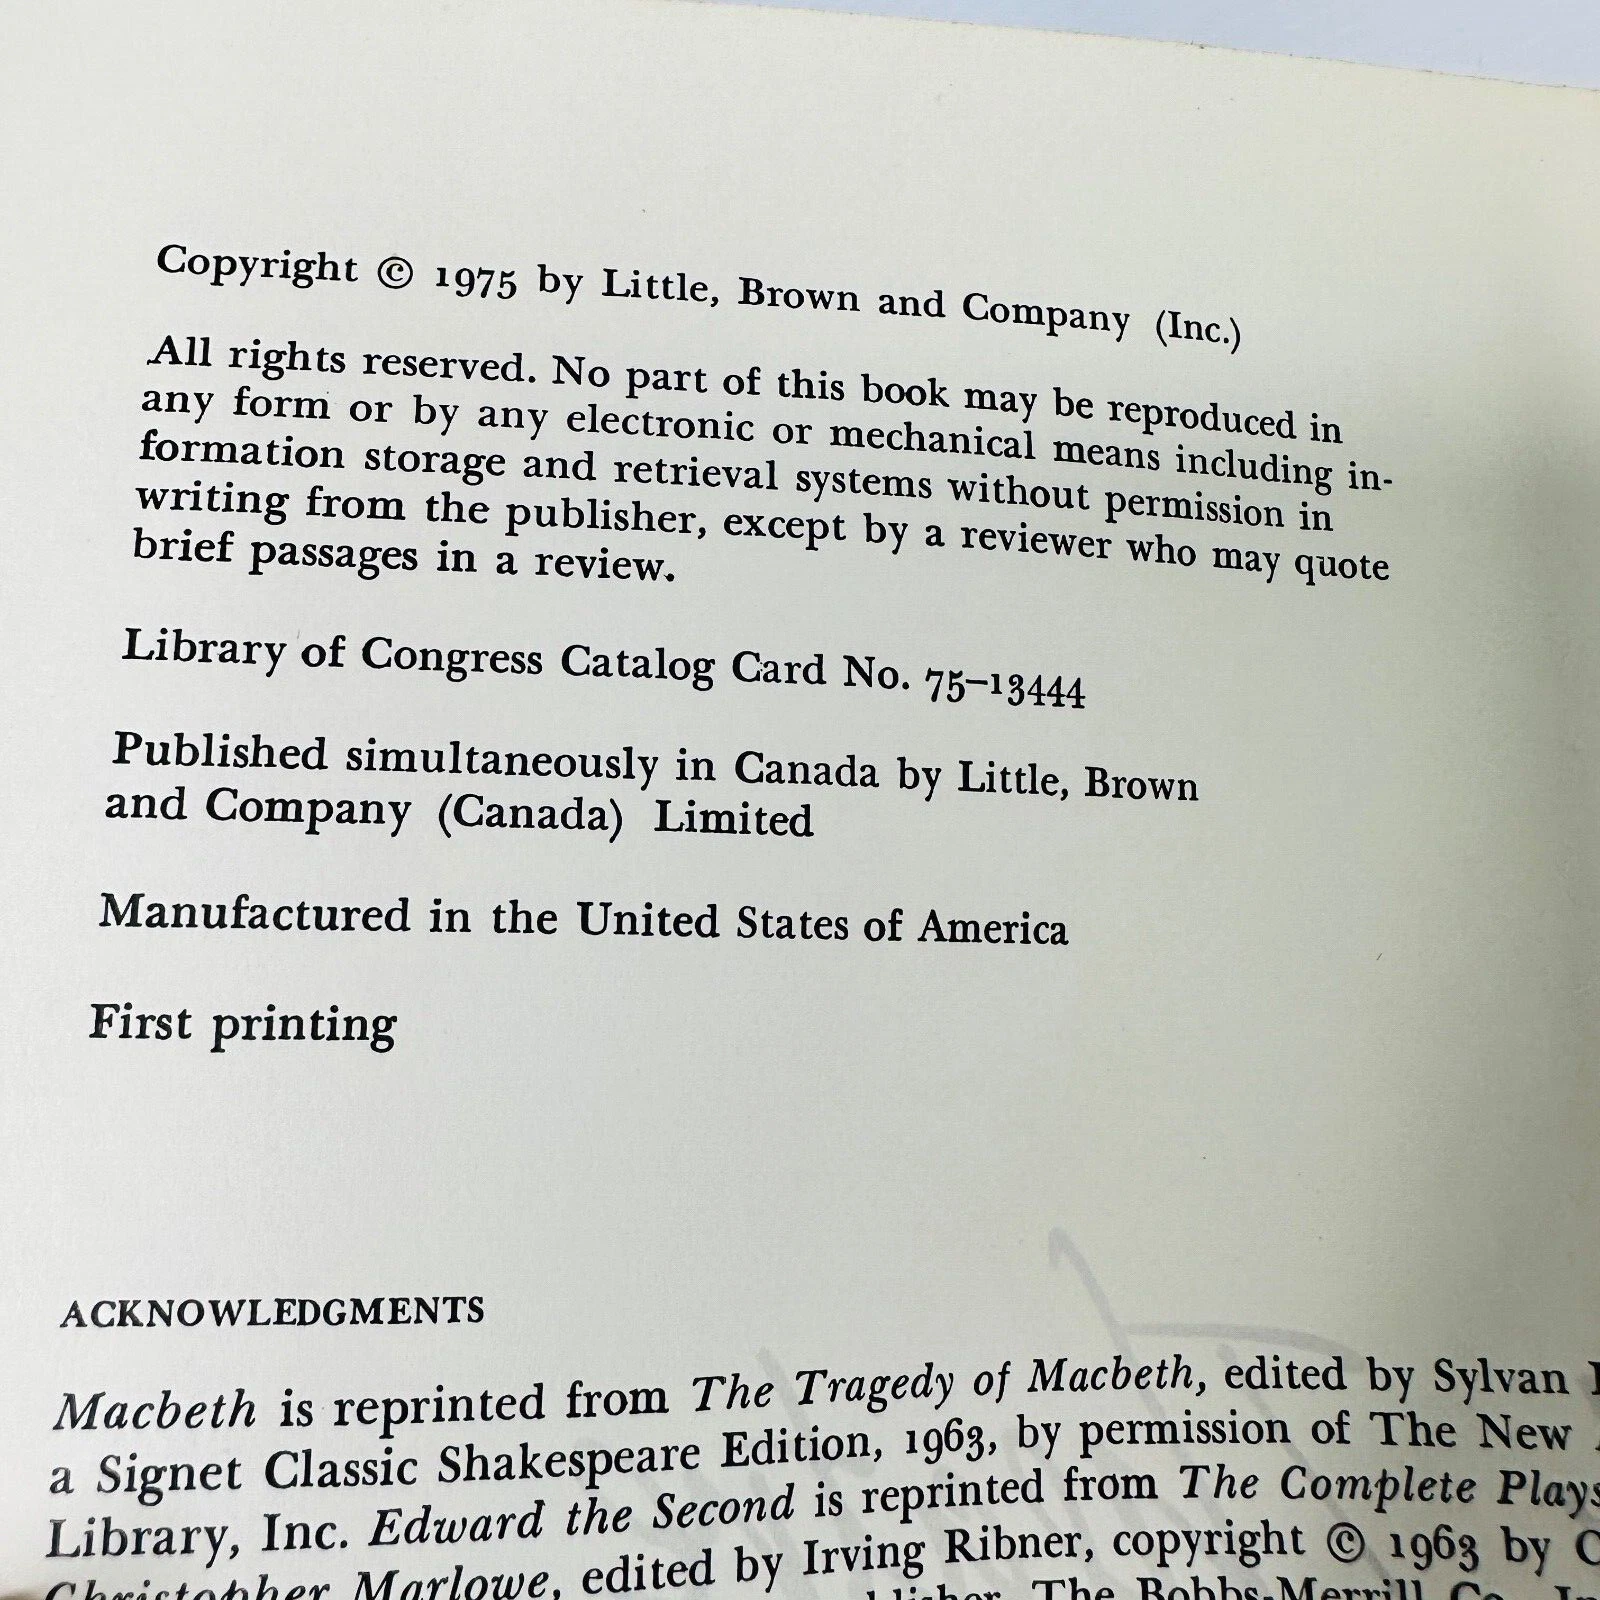 Copyright © 1975 by Little, Brown and Company (Inc.)
All rights reserved. No part of this book may be reproduced in
any form or by any electronic or mechanical means including in-
formation storage and retrieval systems without permission in
writing from the publisher, except by a reviewer who may quote
brief passages in a review.
Library of Congress Catalog Card No. 75–13444
Published simultaneously in Canada by Little, Brown
and Company (Canada) Limited
Manufactured in the United States of America
First printing
ACKNOWLEDGMENTS
Macbeth is reprinted from The Tragedy of Macbeth, edited by Sylvan
a Signet Classic Shakespeare Edition, 1963, by permission of The New
Library, Inc. Edward the Second is reprinted from The Complete Plays
Christopher Marlowe, edited by Irving Ribner, copyright © 1963 by
The Bobbs-Merrill Co.